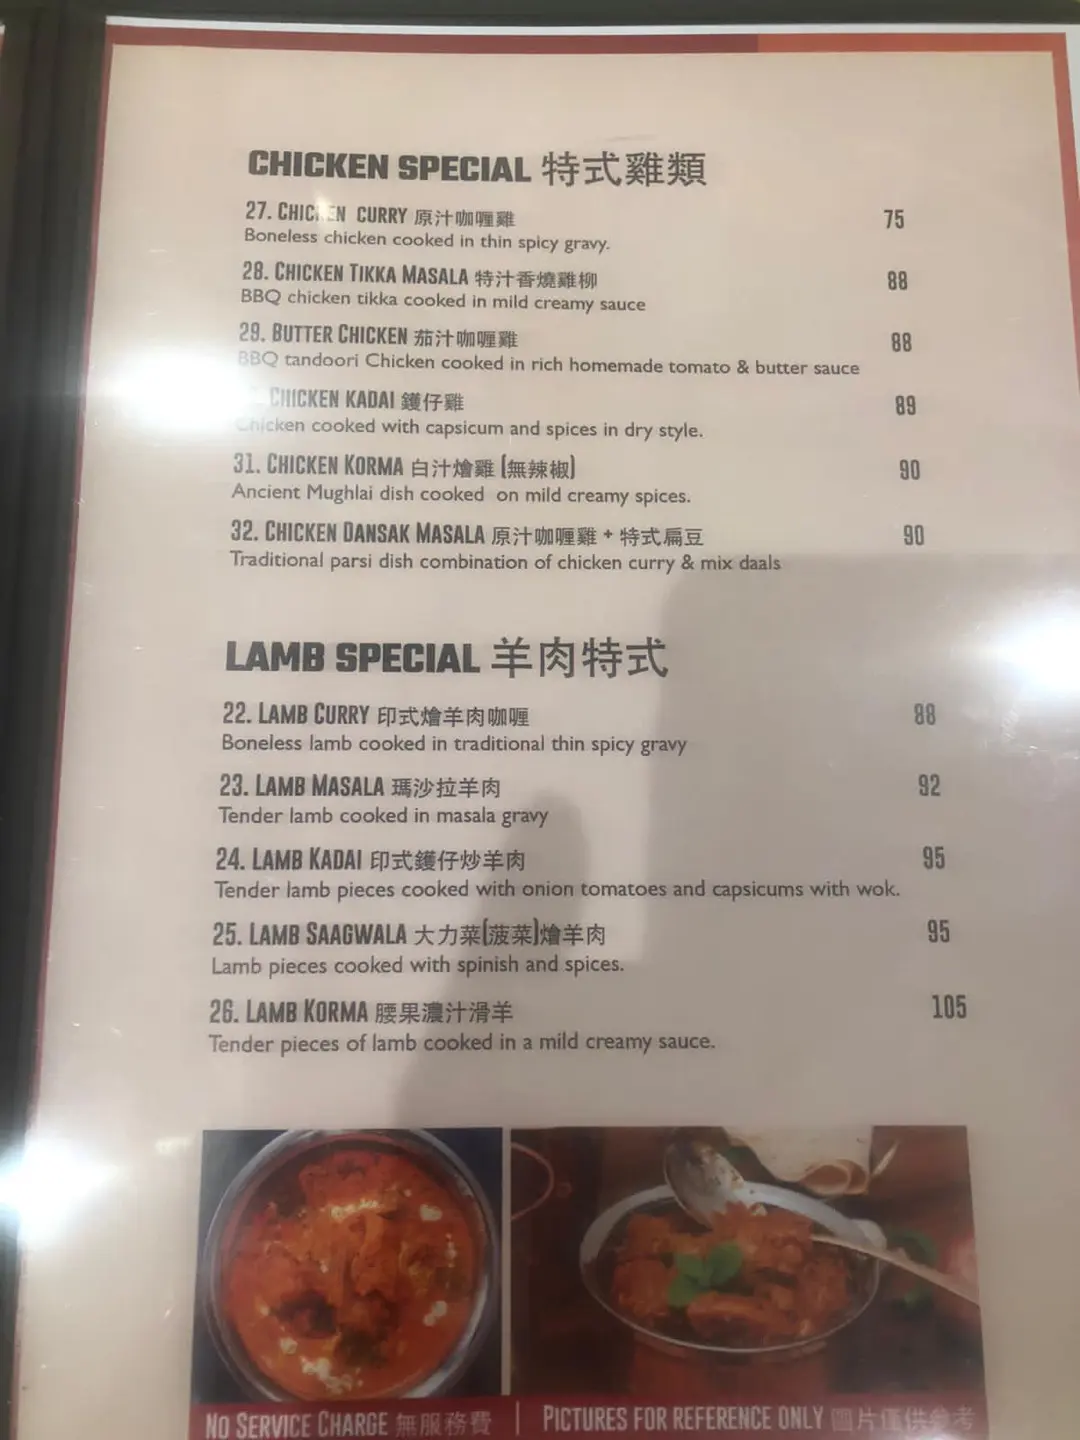 CHICKEN SPECIAL 特式雞類
27. CHICKEN CURRY 原汁咖喱雞 75
Boneless chicken cooked in thin spicy gravy.
28. CHICKEN TIKKA MASALA 特汁香燒雞柳 88
BBQ chicken tikka cooked in mild creamy sauce
29. BUTTER CHICKEN 茄汁咖喱雞 88
BBQ tandoori Chicken cooked in rich homemade tomato & butter sauce
CHICKEN KADAI 鑊仔雞 89
Chicken cooked with capsicum and spices in dry style.
31. CHICKEN KORMA 白汁燴雞 (無辣椒) 90
Ancient Mughlai dish cooked on mild creamy spices.
32. CHICKEN DANSAK MASALA 原汁咖喱雞 + 特式扁豆 90
Traditional parsi dish combination of chicken curry & mix daals
LAMB SPECIAL 羊肉特式
22. LAMB CURRY 印式燴羊肉咖喱 88
Boneless lamb cooked in traditional thin spicy gravy
23. LAMB MASALA 瑪沙拉羊肉 92
Tender lamb cooked in masala gravy
24. LAMB KADAI 印式鑊仔炒羊肉 95
Tender lamb pieces cooked with onion tomatoes and capsicums with wok.
25. LAMB SAAGWALA 大力菜(菠菜)燴羊肉 95
Lamb pieces cooked with spinish and spices.
26. LAMB KORMA 腰果濃汁滑羊 105
Tender pieces of lamb cooked in a mild creamy sauce.
NO SERVICE CHARGE 無服務費 | PICTURES FOR REFERENCE ONLY 圖片僅供參考